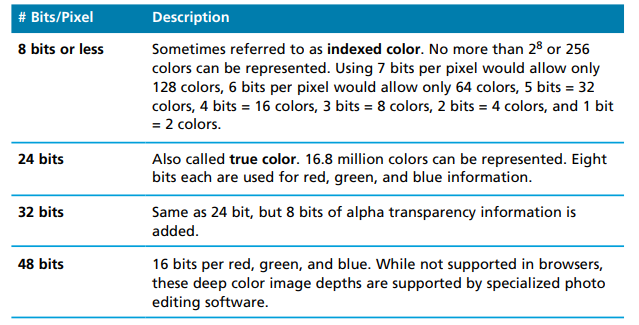 # Bits/Pixel Description
8 bits or less Sometimes referred to as indexed color. No more than 2⁸ or 256
colors can be represented. Using 7 bits per pixel would allow only
128 colors, 6 bits per pixel would allow only 64 colors, 5 bits = 32
colors, 4 bits = 16 colors, 3 bits = 8 colors, 2 bits = 4 colors, and 1 bit
= 2 colors.
24 bits Also called true color. 16.8 million colors can be represented. Eight
bits each are used for red, green, and blue information.
32 bits Same as 24 bit, but 8 bits of alpha transparency information is
added.
48 bits 16 bits per red, green, and blue. While not supported in browsers,
these deep color image depths are supported by specialized photo
editing software.